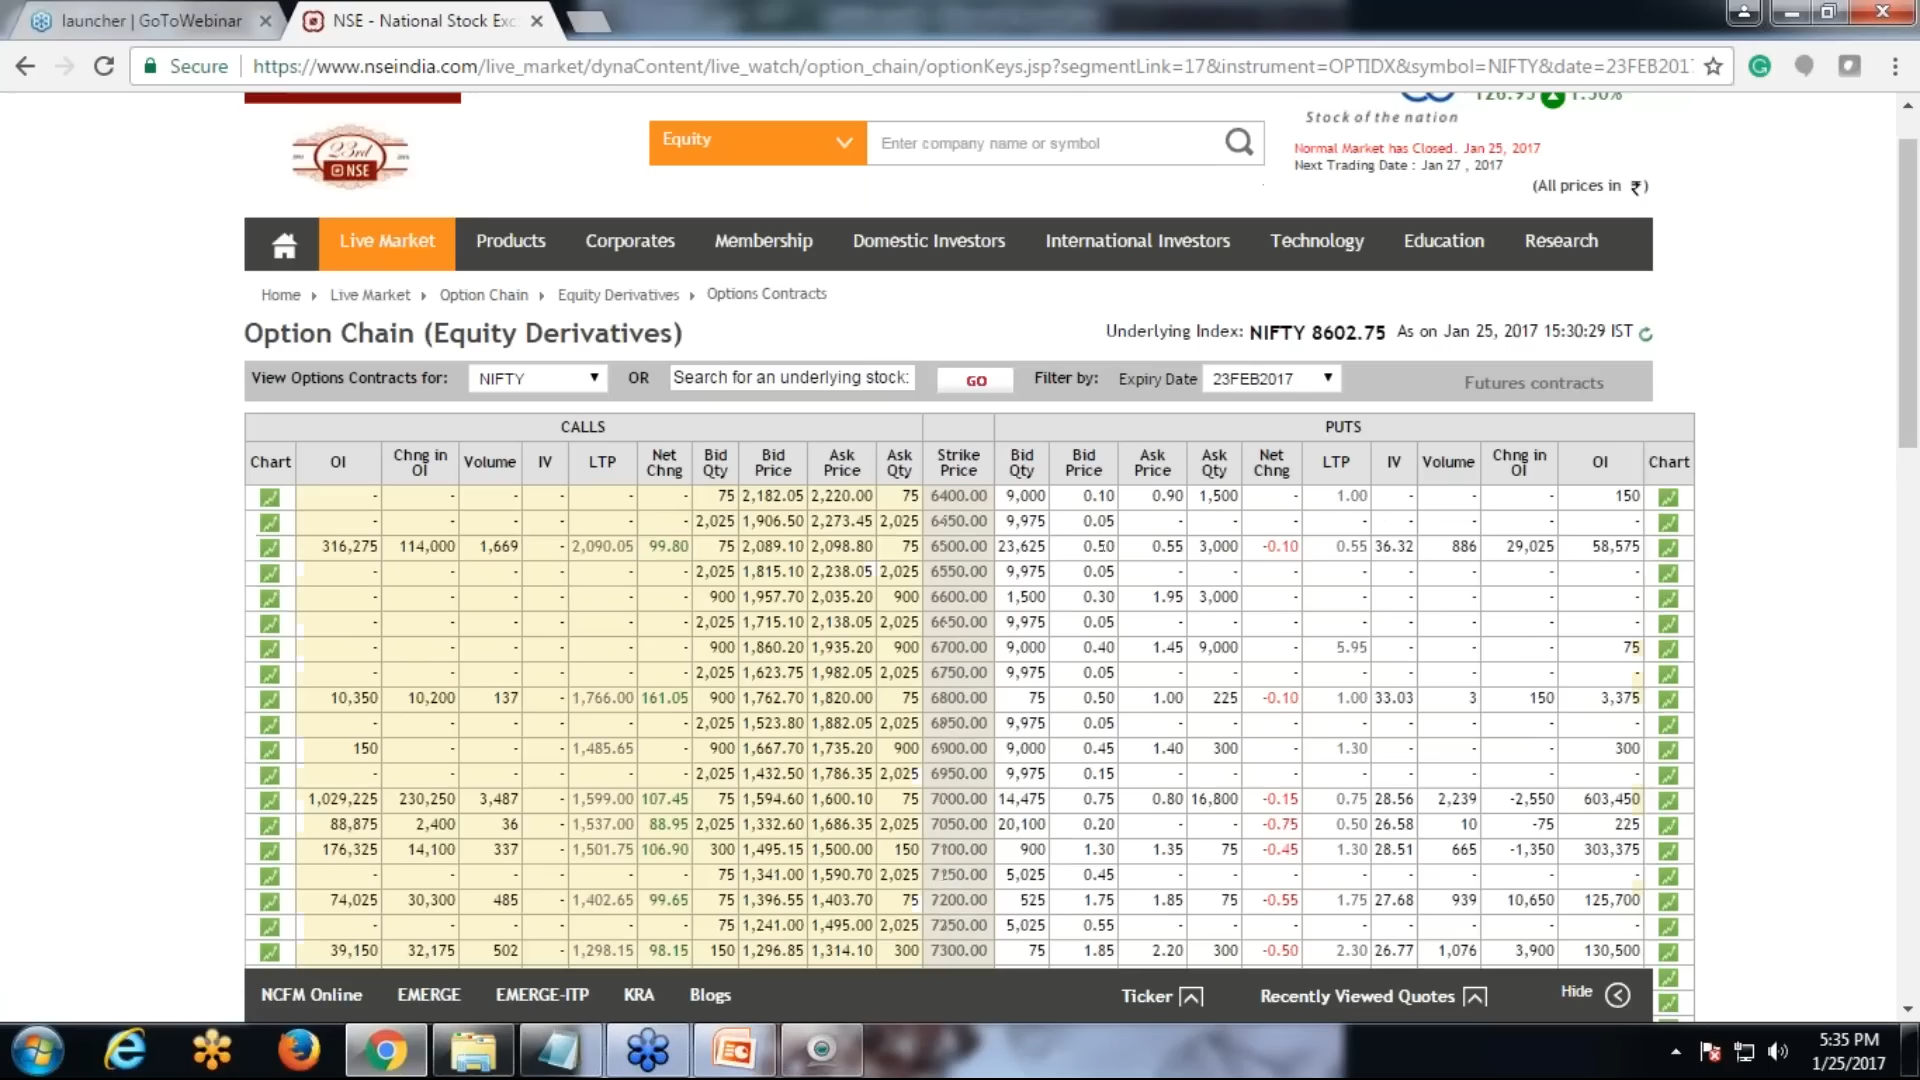 launcher | GoToWebinar
NSE - National Stock Exc
Secure
https://www.nseindia.com/live_market/dynaContent/live_watch/option_chain/optionKeys.jsp?segmentLink=17&instrument=OPTIDX&symbol=NIFTY&date=23FEB2017
126.95 1.50%
Stock of the nation
23rd
NSE
Equity
Enter company name or symbol
Normal Market has Closed. Jan 25, 2017
Next Trading Date : Jan 27 , 2017
(All prices in ₹)
Live Market Products Corporates Membership Domestic Investors International Investors Technology Education Research
Home Live Market Option Chain Equity Derivatives Options Contracts
Option Chain (Equity Derivatives)
Underlying Index: NIFTY 8602.75 As on Jan 25, 2017 15:30:29 IST
View Options Contracts for: NIFTY OR Search for an underlying stock: GO Filter by: Expiry Date 23FEB2017 Futures contracts
CALLS PUTS
Chart OI Chng in OI Volume IV LTP Net Chng Bid Qty Bid Price Ask Price Ask Qty Strike Price Bid Qty Bid Price Ask Price Ask Qty Net Chng LTP IV Volume Chng in OI OI Chart
- - - - - - 75 2,182.05 2,220.00 75 6400.00 9,000 0.10 0.90 1,500 - 1.00 - - - 150
- - - - - - 2,025 1,906.50 2,273.45 2,025 6450.00 9,975 0.05 - - - - - - - -
316,275 114,000 1,669 - 2,090.05 99.80 75 2,089.10 2,098.80 75 6500.00 23,625 0.50 0.55 3,000 -0.10 0.55 36.32 886 29,025 58,575
- - - - - - 2,025 1,815.10 2,238.05 2,025 6550.00 9,975 0.05 - - - - - - - -
- - - - - - 900 1,957.70 2,035.20 900 6600.00 1,500 0.30 1.95 3,000 - - - - - -
- - - - - - 2,025 1,715.10 2,138.05 2,025 6650.00 9,975 0.05 - - - - - - - -
- - - - - - 900 1,860.20 1,935.20 900 6700.00 9,000 0.40 1.45 9,000 - 5.95 - - - 75
- - - - - - 2,025 1,623.75 1,982.05 2,025 6750.00 9,975 0.05 - - - - - - - -
10,350 10,200 137 - 1,766.00 161.05 900 1,762.70 1,820.00 75 6800.00 75 0.50 1.00 225 -0.10 1.00 33.03 3 150 3,375
- - - - - - 2,025 1,523.80 1,882.05 2,025 6850.00 9,975 0.05 - - - - - - - -
150 - - - 1,485.65 - 900 1,667.70 1,735.20 900 6900.00 9,000 0.45 1.40 300 - 1.30 - - - 300
- - - - - - 2,025 1,432.50 1,786.35 2,025 6950.00 9,975 0.15 - - - - - - - -
1,029,225 230,250 3,487 - 1,599.00 107.45 75 1,594.60 1,600.10 75 7000.00 14,475 0.75 0.80 16,800 -0.15 0.75 28.56 2,239 -2,550 603,450
88,875 2,400 36 - 1,537.00 88.95 2,025 1,332.60 1,686.35 2,025 7050.00 20,100 0.20 - - -0.75 0.50 26.58 10 -75 225
176,325 14,100 337 - 1,501.75 106.90 300 1,495.15 1,500.00 150 7100.00 900 1.30 1.35 75 -0.45 1.30 28.51 665 -1,350 303,375
- - - - - - 75 1,341.00 1,590.70 2,025 7150.00 5,025 0.45 - - - - - - - -
74,025 30,300 485 - 1,402.65 99.65 75 1,396.55 1,403.70 75 7200.00 525 1.75 1.85 75 -0.55 1.75 27.68 939 10,650 125,700
- - - - - - 75 1,241.00 1,495.00 2,025 7250.00 5,025 0.55 - - - - - - - -
39,150 32,175 502 - 1,298.15 98.15 150 1,296.85 1,314.10 300 7300.00 75 1.85 2.20 300 -0.50 2.30 26.77 1,076 3,900 130,500
NCFM Online EMERGE EMERGE-ITP KRA Blogs Ticker Recently Viewed Quotes Hide
5:35 PM
1/25/2017